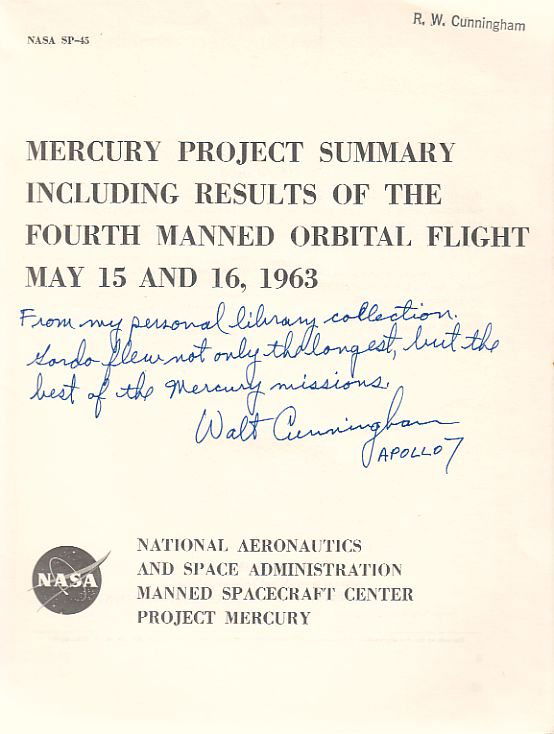 R. W. Cunningham
NASA SP-45
MERCURY PROJECT SUMMARY
INCLUDING RESULTS OF THE
FOURTH MANNED ORBITAL FLIGHT
MAY 15 AND 16, 1963
From my personal library collection.
Gordo flew not only the longest, but the
best of the Mercury missions.
Walt Cunningham
APOLLO 7
NASA
NATIONAL AERONAUTICS
AND SPACE ADMINISTRATION
MANNED SPACECRAFT CENTER
PROJECT MERCURY